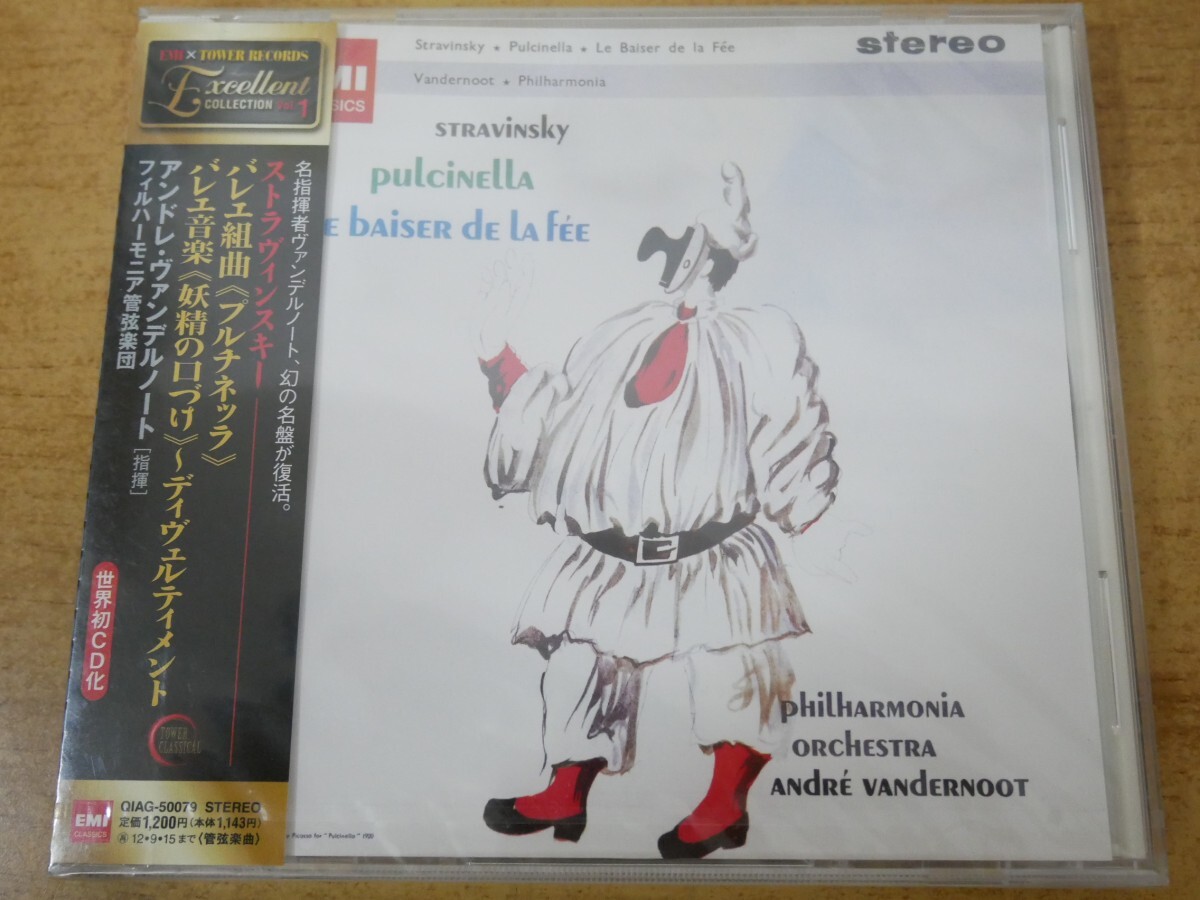 EMI×TOWER RECORDS
Excellent
COLLECTION Vol.1
名指揮者ヴァンデルノート、幻の名盤が復活。
ストラヴィンスキー
バレエ組曲《プルチネッラ》
バレエ音楽《妖精の口づけ》~ディヴェルティメント
アンドレ・ヴァンデルノート[指揮]
フィルハーモニア管弦楽団
世界初CD化
TOWER
CLASSICAL
EMI
CLASSICS
QIAG-50079 STEREO
定価1,200円(本体1,143円)
12・9・15まで〈管弦楽曲〉
Stravinsky ★ Pulcinella ★ Le Baiser de la Fée
stereo
Vandernoot ★ Philharmonia
MI
SICS
STRAVINSKY
PULCINELLA
E BAISER DE LA FÉE
PHILHARMONIA
ORCHESTRA
ANDRÉ VANDERNOOT
Picasso for "Pulcinella" 1920